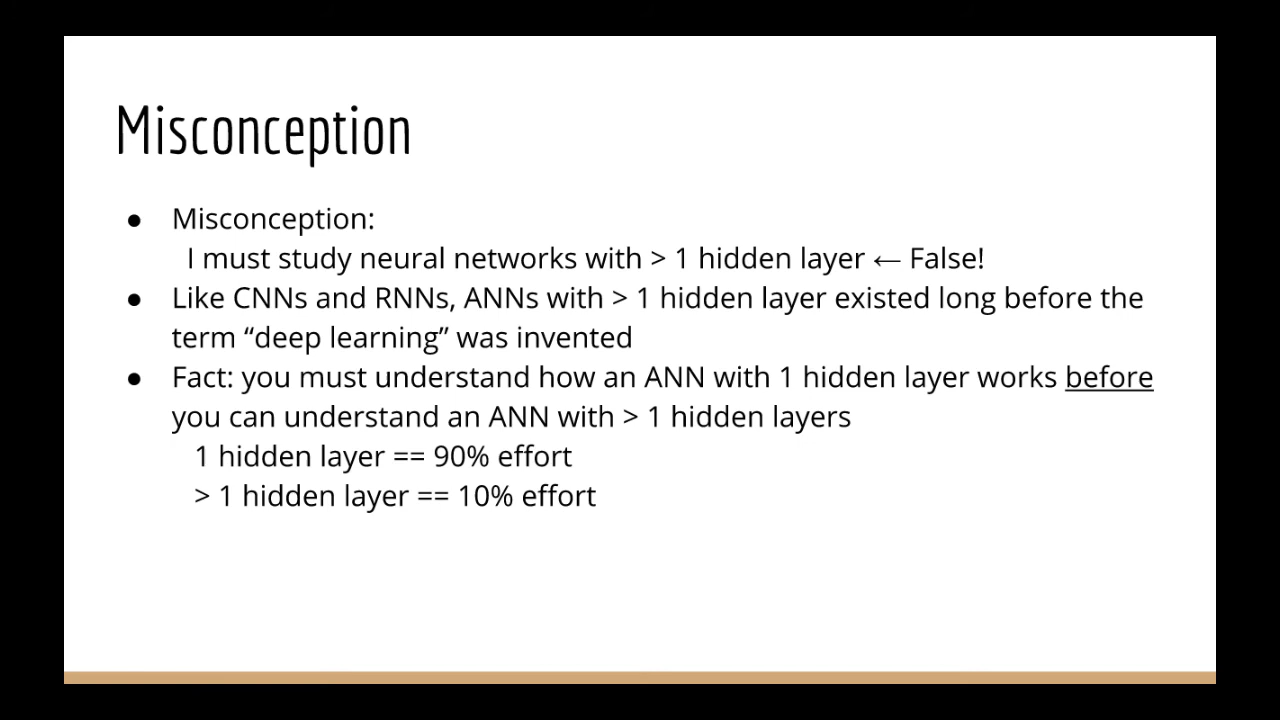 Misconception
● Misconception:
I must study neural networks with > 1 hidden layer ← False!
● Like CNNs and RNNs, ANNs with > 1 hidden layer existed long before the
term “deep learning” was invented
● Fact: you must understand how an ANN with 1 hidden layer works before
you can understand an ANN with > 1 hidden layers
1 hidden layer == 90% effort
> 1 hidden layer == 10% effort